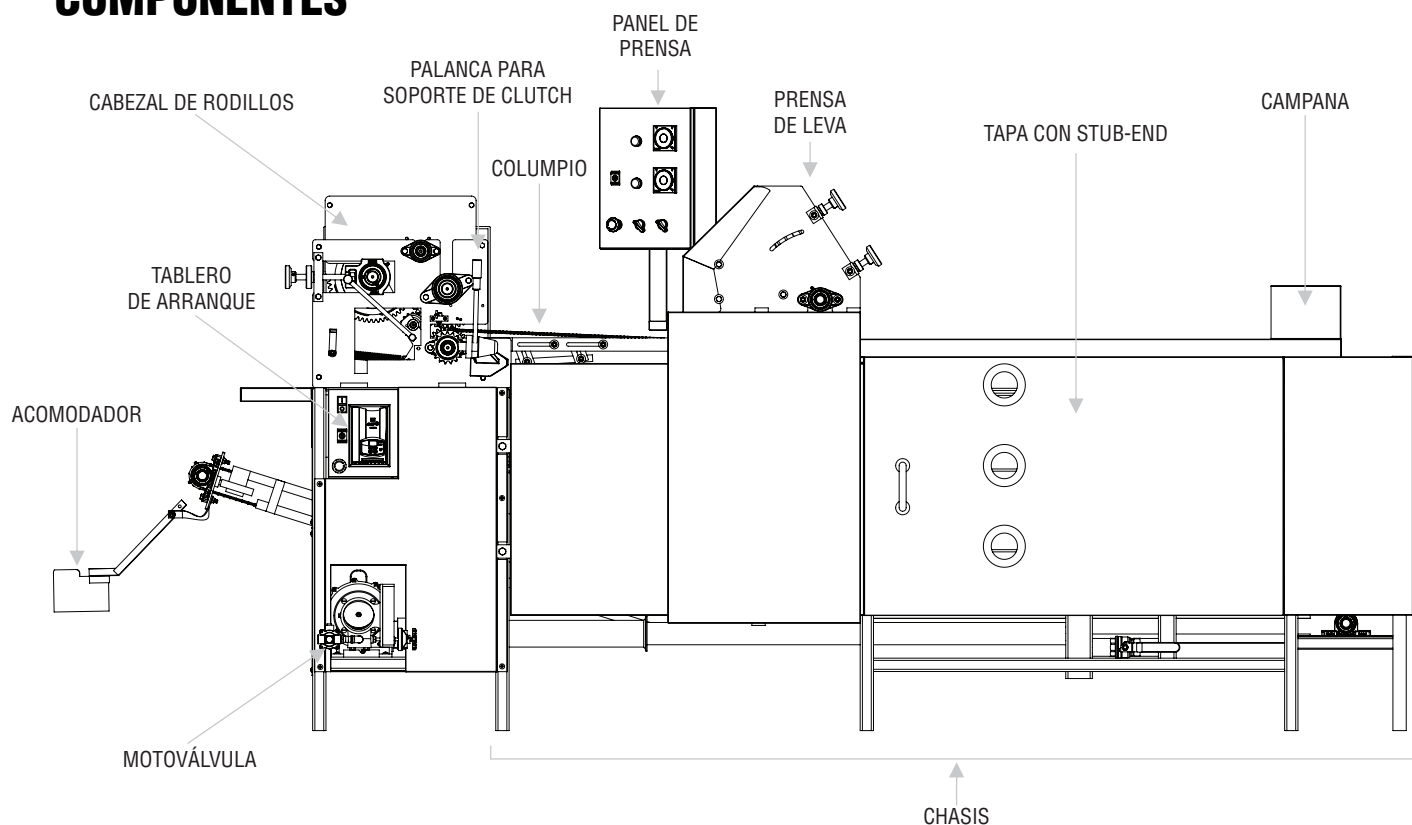 COMPONENTES
PANEL DE
PRENSA
PALANCA PARA
SOPORTE DE CLUTCH
CABEZAL DE RODILLOS
PRENSA
DE LEVA
CAMPANA
TAPA CON STUB-END
COLUMPIO
TABLERO
DE ARRANQUE
ACOMODADOR
MOTOVÁLVULA
CHASIS